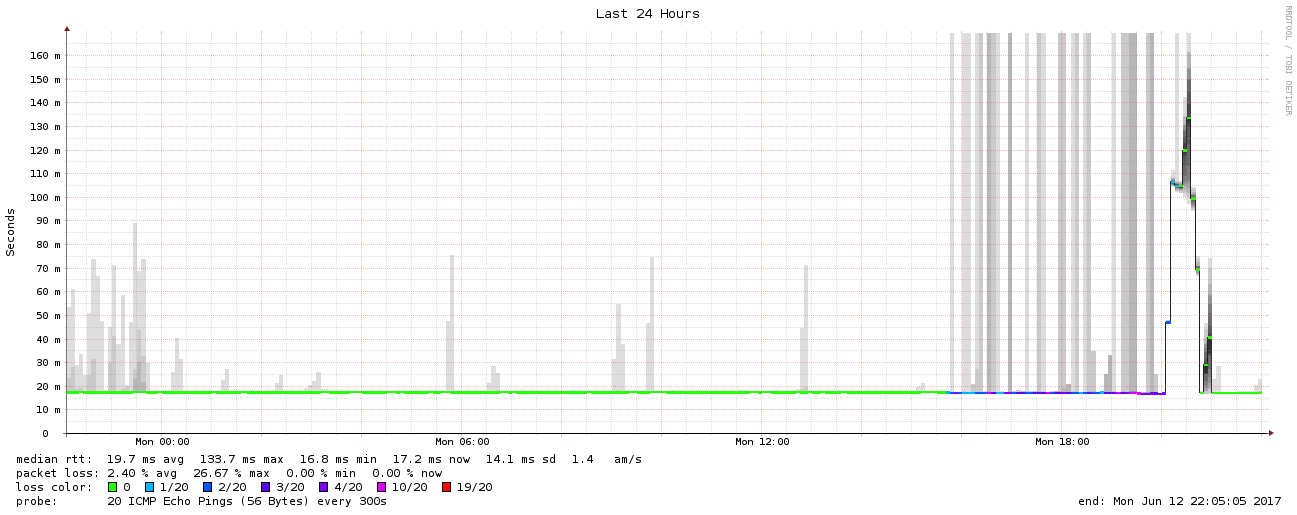 Last 24 Hours
RRDTOOL / TOBI OETIKER
Seconds
160 m
150 m
140 m
130 m
120 m
110 m
100 m
90 m
80 m
70 m
60 m
50 m
40 m
30 m
20 m
10 m
0
Mon 00:00 Mon 06:00 Mon 12:00 Mon 18:00
median rtt: 19.7 ms avg 133.7 ms max 16.8 ms min 17.2 ms now 14.1 ms sd 1.4 am/s
packet loss: 2.40 % avg 26.67 % max 0.00 % min 0.00 % now
loss color: 0 1/20 2/20 3/20 4/20 10/20 19/20
probe: 20 ICMP Echo Pings (56 Bytes) every 300s end: Mon Jun 12 22:05:05 2017